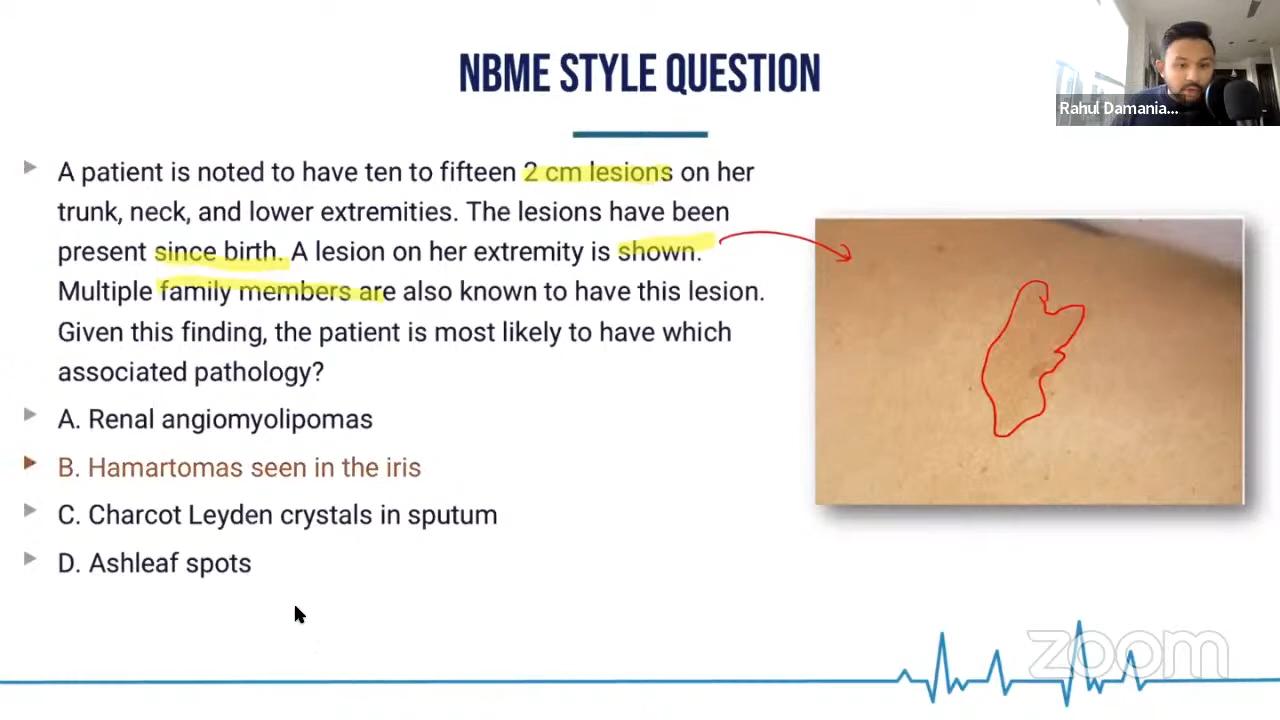 NBME STYLE QUESTION
Rahul Damania...
A patient is noted to have ten to fifteen 2 cm lesions on her
trunk, neck, and lower extremities. The lesions have been
present since birth. A lesion on her extremity is shown.
Multiple family members are also known to have this lesion.
Given this finding, the patient is most likely to have which
associated pathology?
A. Renal angiomyolipomas
B. Hamartomas seen in the iris
C. Charcot Leyden crystals in sputum
D. Ashleaf spots
zoom